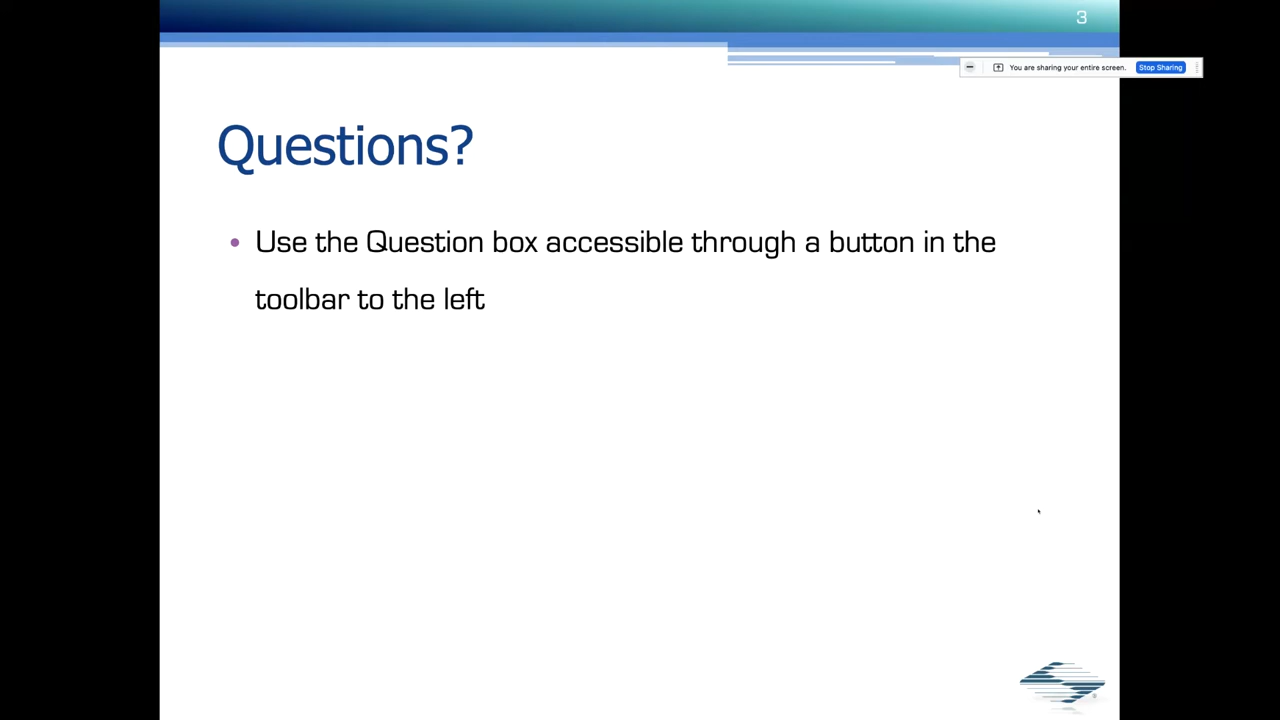 3
You are sharing your entire screen. Stop Sharing
Questions?
• Use the Question box accessible through a button in the
toolbar to the left